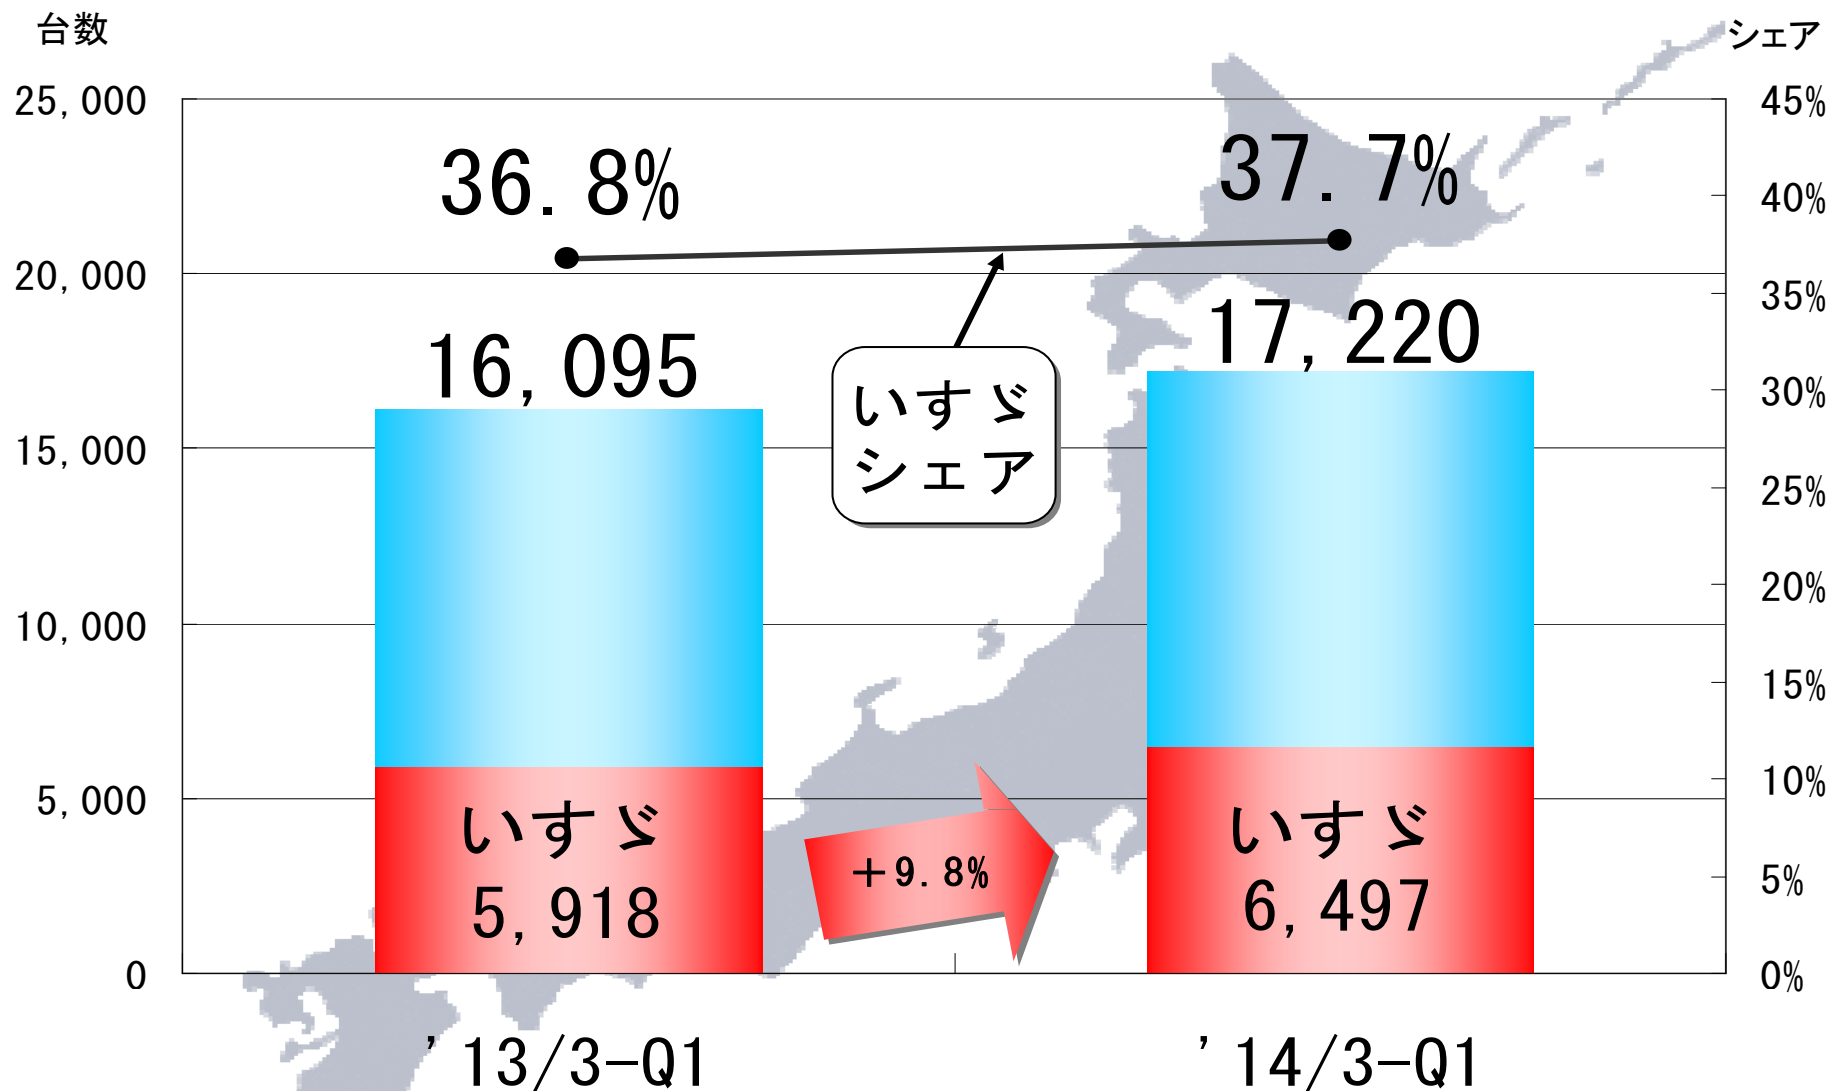 台数
シェア
25,000
20,000
15,000
10,000
5,000
0
45%
40%
35%
30%
25%
20%
15%
10%
5%
0%
36.8%
37.7%
16,095
17,220
いすゞ
シェア
いすゞ
5,918
+9.8%
いすゞ
6,497
'13/3-Q1
'14/3-Q1